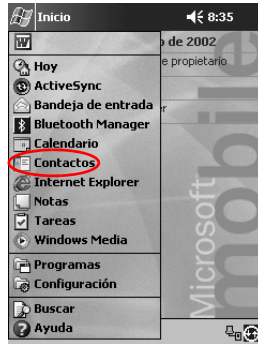 Inicio 8:35
de 2002
Hoy
e propietario
ActiveSync
Bandeja de entrada
Bluetooth Manager
Calendario
Contactos
Internet Explorer
Notas
Tareas
Windows Media
Programas
Configuración
Buscar
Ayuda
Microsoft
mobile